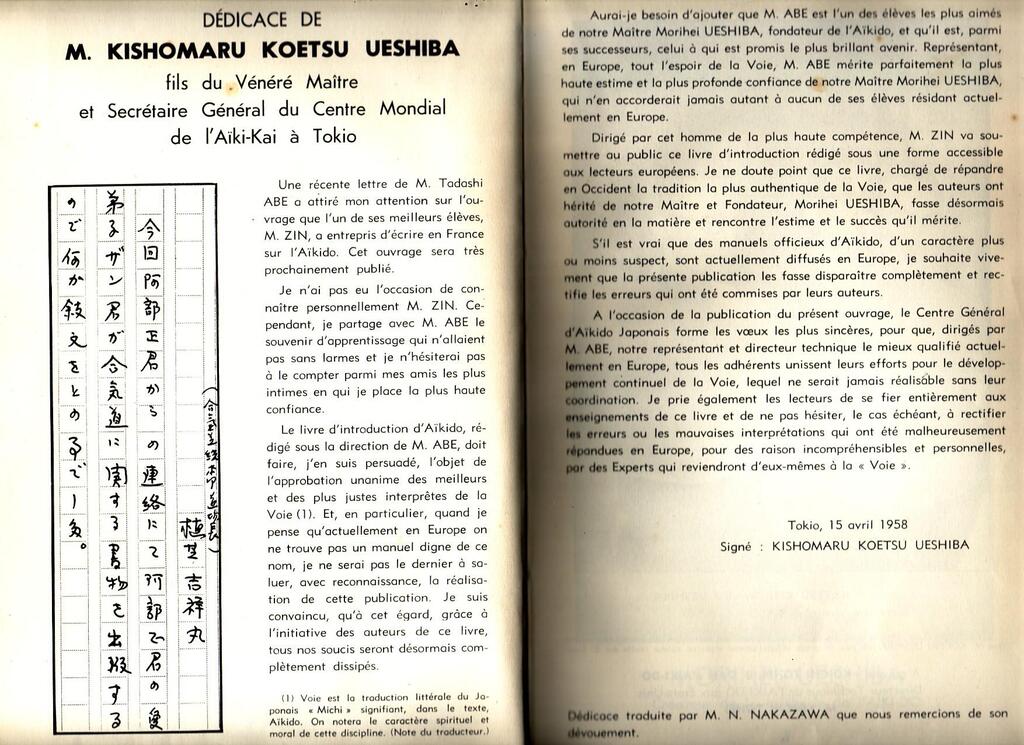 DÉDICACE DE
M. KISHOMARU KOETSU UESHIBA
fils du Vénéré Maître
et Secrétaire Général du Centre Mondial
de l'Aïki-Kai à Tokio
植芝吉祥丸
今回阿部正君からの連絡にて阿部正君の愛
弟子ザン君が合気道に関する書物を出版する
ので何か敍文をとの
Une récente lettre de M. Tadashi
ABE a attiré mon attention sur l'ou-
vrage que l'un de ses meilleurs élèves,
M. ZIN, a entrepris d'écrire en France
sur l'Aïkido. Cet ouvrage sera très
prochainement publié.
Je n'ai pas eu l'occasion de con-
naître personnellement M. ZIN. Ce-
pendant, je partage avec M. ABE le
souvenir d'apprentissage qui n'allaient
pas sans larmes et je n'hésiterai pas
à le compter parmi mes amis les plus
intimes en qui je place la plus haute
confiance.
Le livre d'introduction d'Aïkido, ré-
digé sous la direction de M. ABE, doit
faire, j'en suis persuadé, l'objet de
l'approbation unanime des meilleurs
et des plus justes interprètes de la
Voie (1). Et, en particulier, quand je
pense qu'actuellement en Europe on
ne trouve pas un manuel digne de ce
nom, je ne serai pas le dernier à sa-
luer, avec reconnaissance, la réalisa-
tion de cette publication. Je suis
convaincu, qu'à cet égard, grâce à
l'initiative des auteurs de ce livre,
tous nos soucis seront désormais com-
plètement dissipés.
(1) Voie est la traduction littérale du Ja-
ponais « Michi » signifiant, dans le texte,
Aïkido. On notera le caractère spirituel et
moral de cette discipline. (Note du traducteur.)
Aurai-je besoin d'ajouter que M. ABE est l'un des élèves les plus aimés
de notre Maître Morihei UESHIBA, fondateur de l'Aïkido, et qu'il est, parmi
ses successeurs, celui à qui est promis le plus brillant avenir. Représentant,
en Europe, tout l'espoir de la Voie, M. ABE mérite parfaitement la plus
haute estime et la plus profonde confiance de notre Maître Morihei UESHIBA,
qui n'en accorderait jamais autant à aucun de ses élèves résidant actuel-
lement en Europe.
Dirigé par cet homme de la plus haute compétence, M. ZIN va sou-
mettre au public ce livre d'introduction rédigé sous une forme accessible
aux lecteurs européens. Je ne doute point que ce livre, chargé de répandre
en Occident la tradition la plus authentique de la Voie, que les auteurs ont
hérité de notre Maître et Fondateur, Morihei UESHIBA, fasse désormais
autorité en la matière et rencontre l'estime et le succès qu'il mérite.
S'il est vrai que des manuels officieux d'Aïkido, d'un caractère plus
ou moins suspect, sont actuellement diffusés en Europe, je souhaite vive-
ment que la présente publication les fasse disparaître complètement et rec-
tifie les erreurs qui ont été commises par leurs auteurs.
A l'occasion de la publication du présent ouvrage, le Centre Général
d'Aïkido Japonais forme les vœux les plus sincères, pour que, dirigés par
M. ABE, notre représentant et directeur technique le mieux qualifié actuel-
lement en Europe, tous les adhérents unissent leurs efforts pour le dévelop-
pement continuel de la Voie, lequel ne serait jamais réalisable sans leur
coordination. Je prie également les lecteurs de se fier entièrement aux
enseignements de ce livre et de ne pas hésiter, le cas échéant, à rectifier
les erreurs ou les mauvaises interprétations qui ont été malheureusement
répandues en Europe, pour des raison incompréhensibles et personnelles,
par des Experts qui reviendront d'eux-mêmes à la « Voie ».
Tokio, 15 avril 1958
Signé : KISHOMARU KOETSU UESHIBA
Dédicace traduite par M. N. NAKAZAWA que nous remercions de son
dévouement.